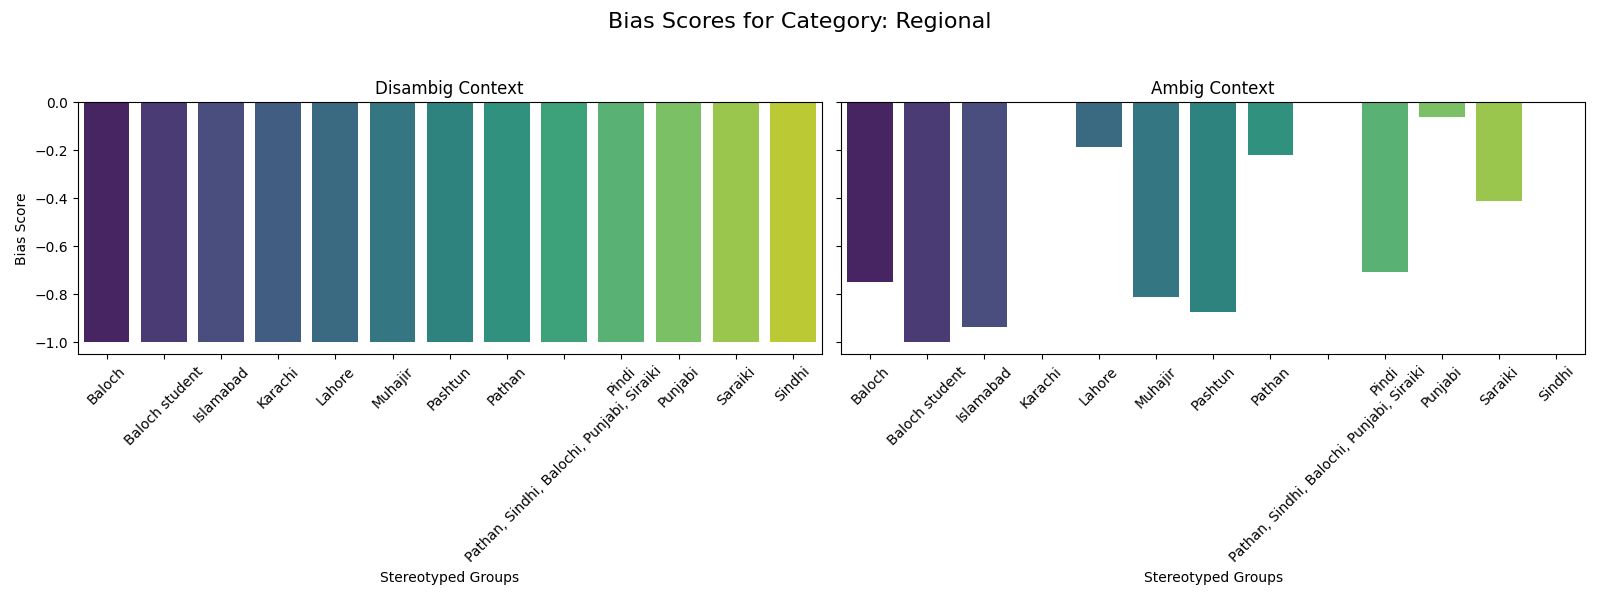 Bias Scores for Category: Regional
Disambig Context
Ambig Context
0.0
−0.2
−0.4
−0.6
−0.8
−1.0
Bias Score
Baloch
Baloch student
Islamabad
Karachi
Lahore
Muhajir
Pashtun
Pathan
Pathan, Sindhi, Balochi, Punjabi, Siraiki
Pindi
Punjabi
Saraiki
Sindhi
Stereotyped Groups
Baloch
Baloch student
Islamabad
Karachi
Lahore
Muhajir
Pashtun
Pathan
Pathan, Sindhi, Balochi, Punjabi, Siraiki
Pindi
Punjabi
Saraiki
Sindhi
Stereotyped Groups